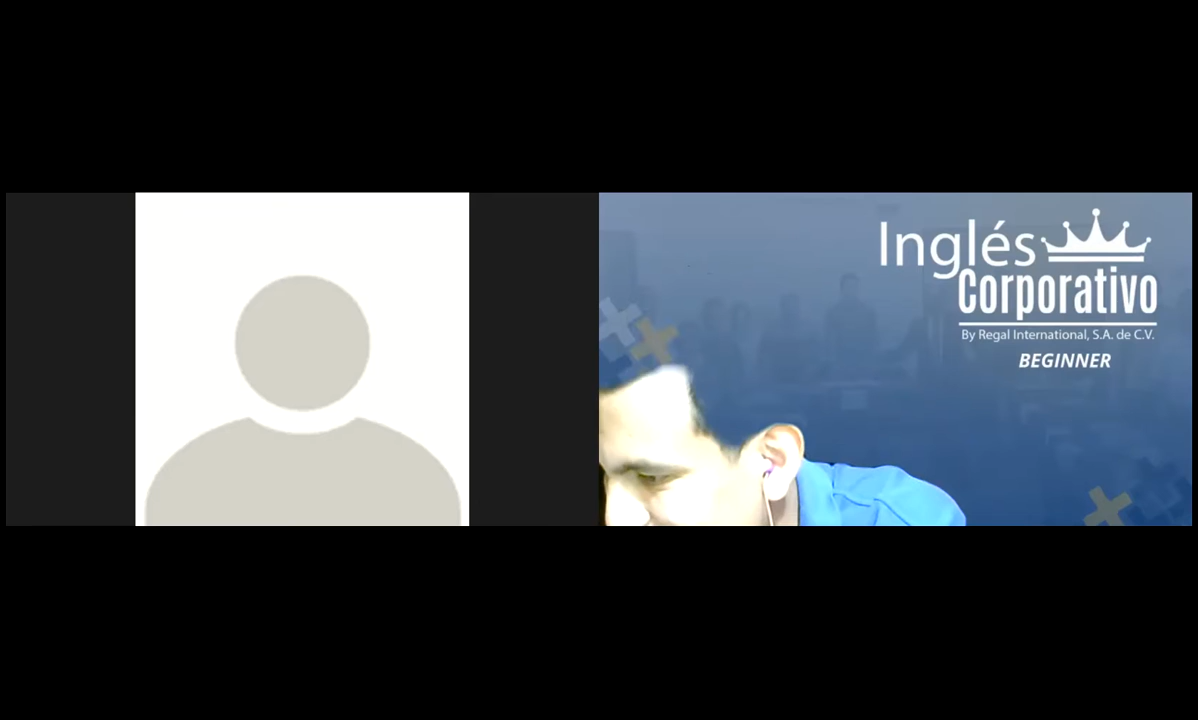 Inglés
Corporativo
By Regal International, S.A. de C.V.
BEGINNER